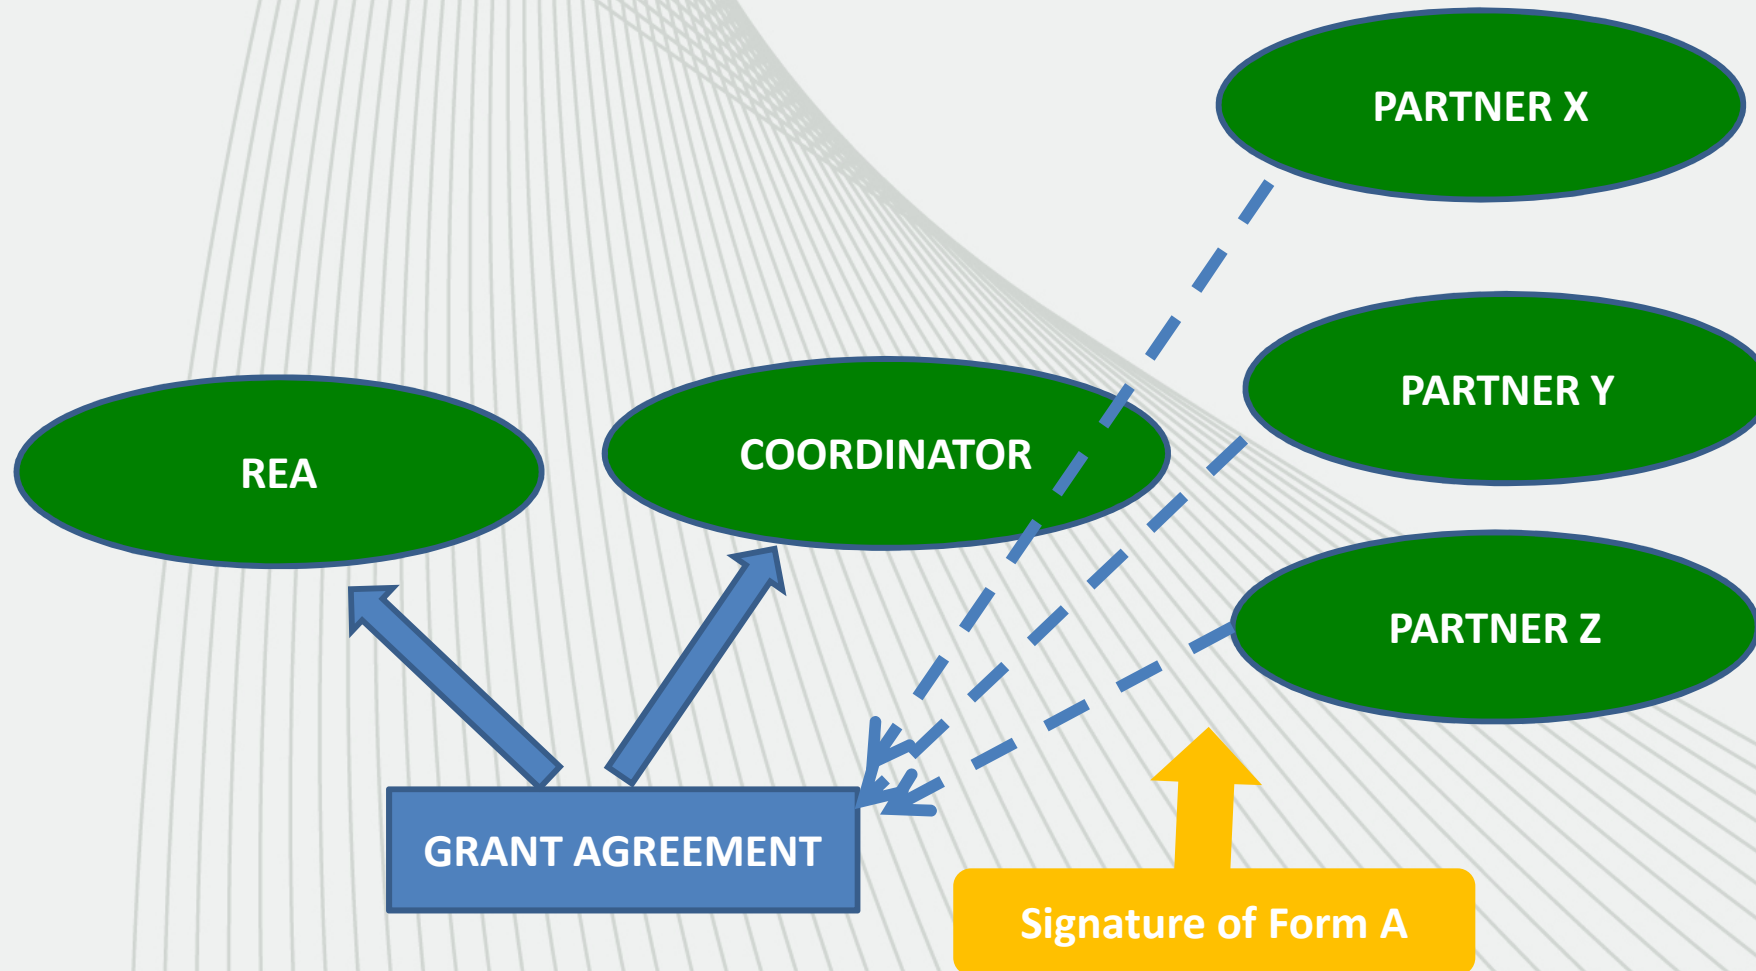 PARTNER X
PARTNER Y
COORDINATOR
REA
PARTNER Z
GRANT AGREEMENT
Signature of Form A